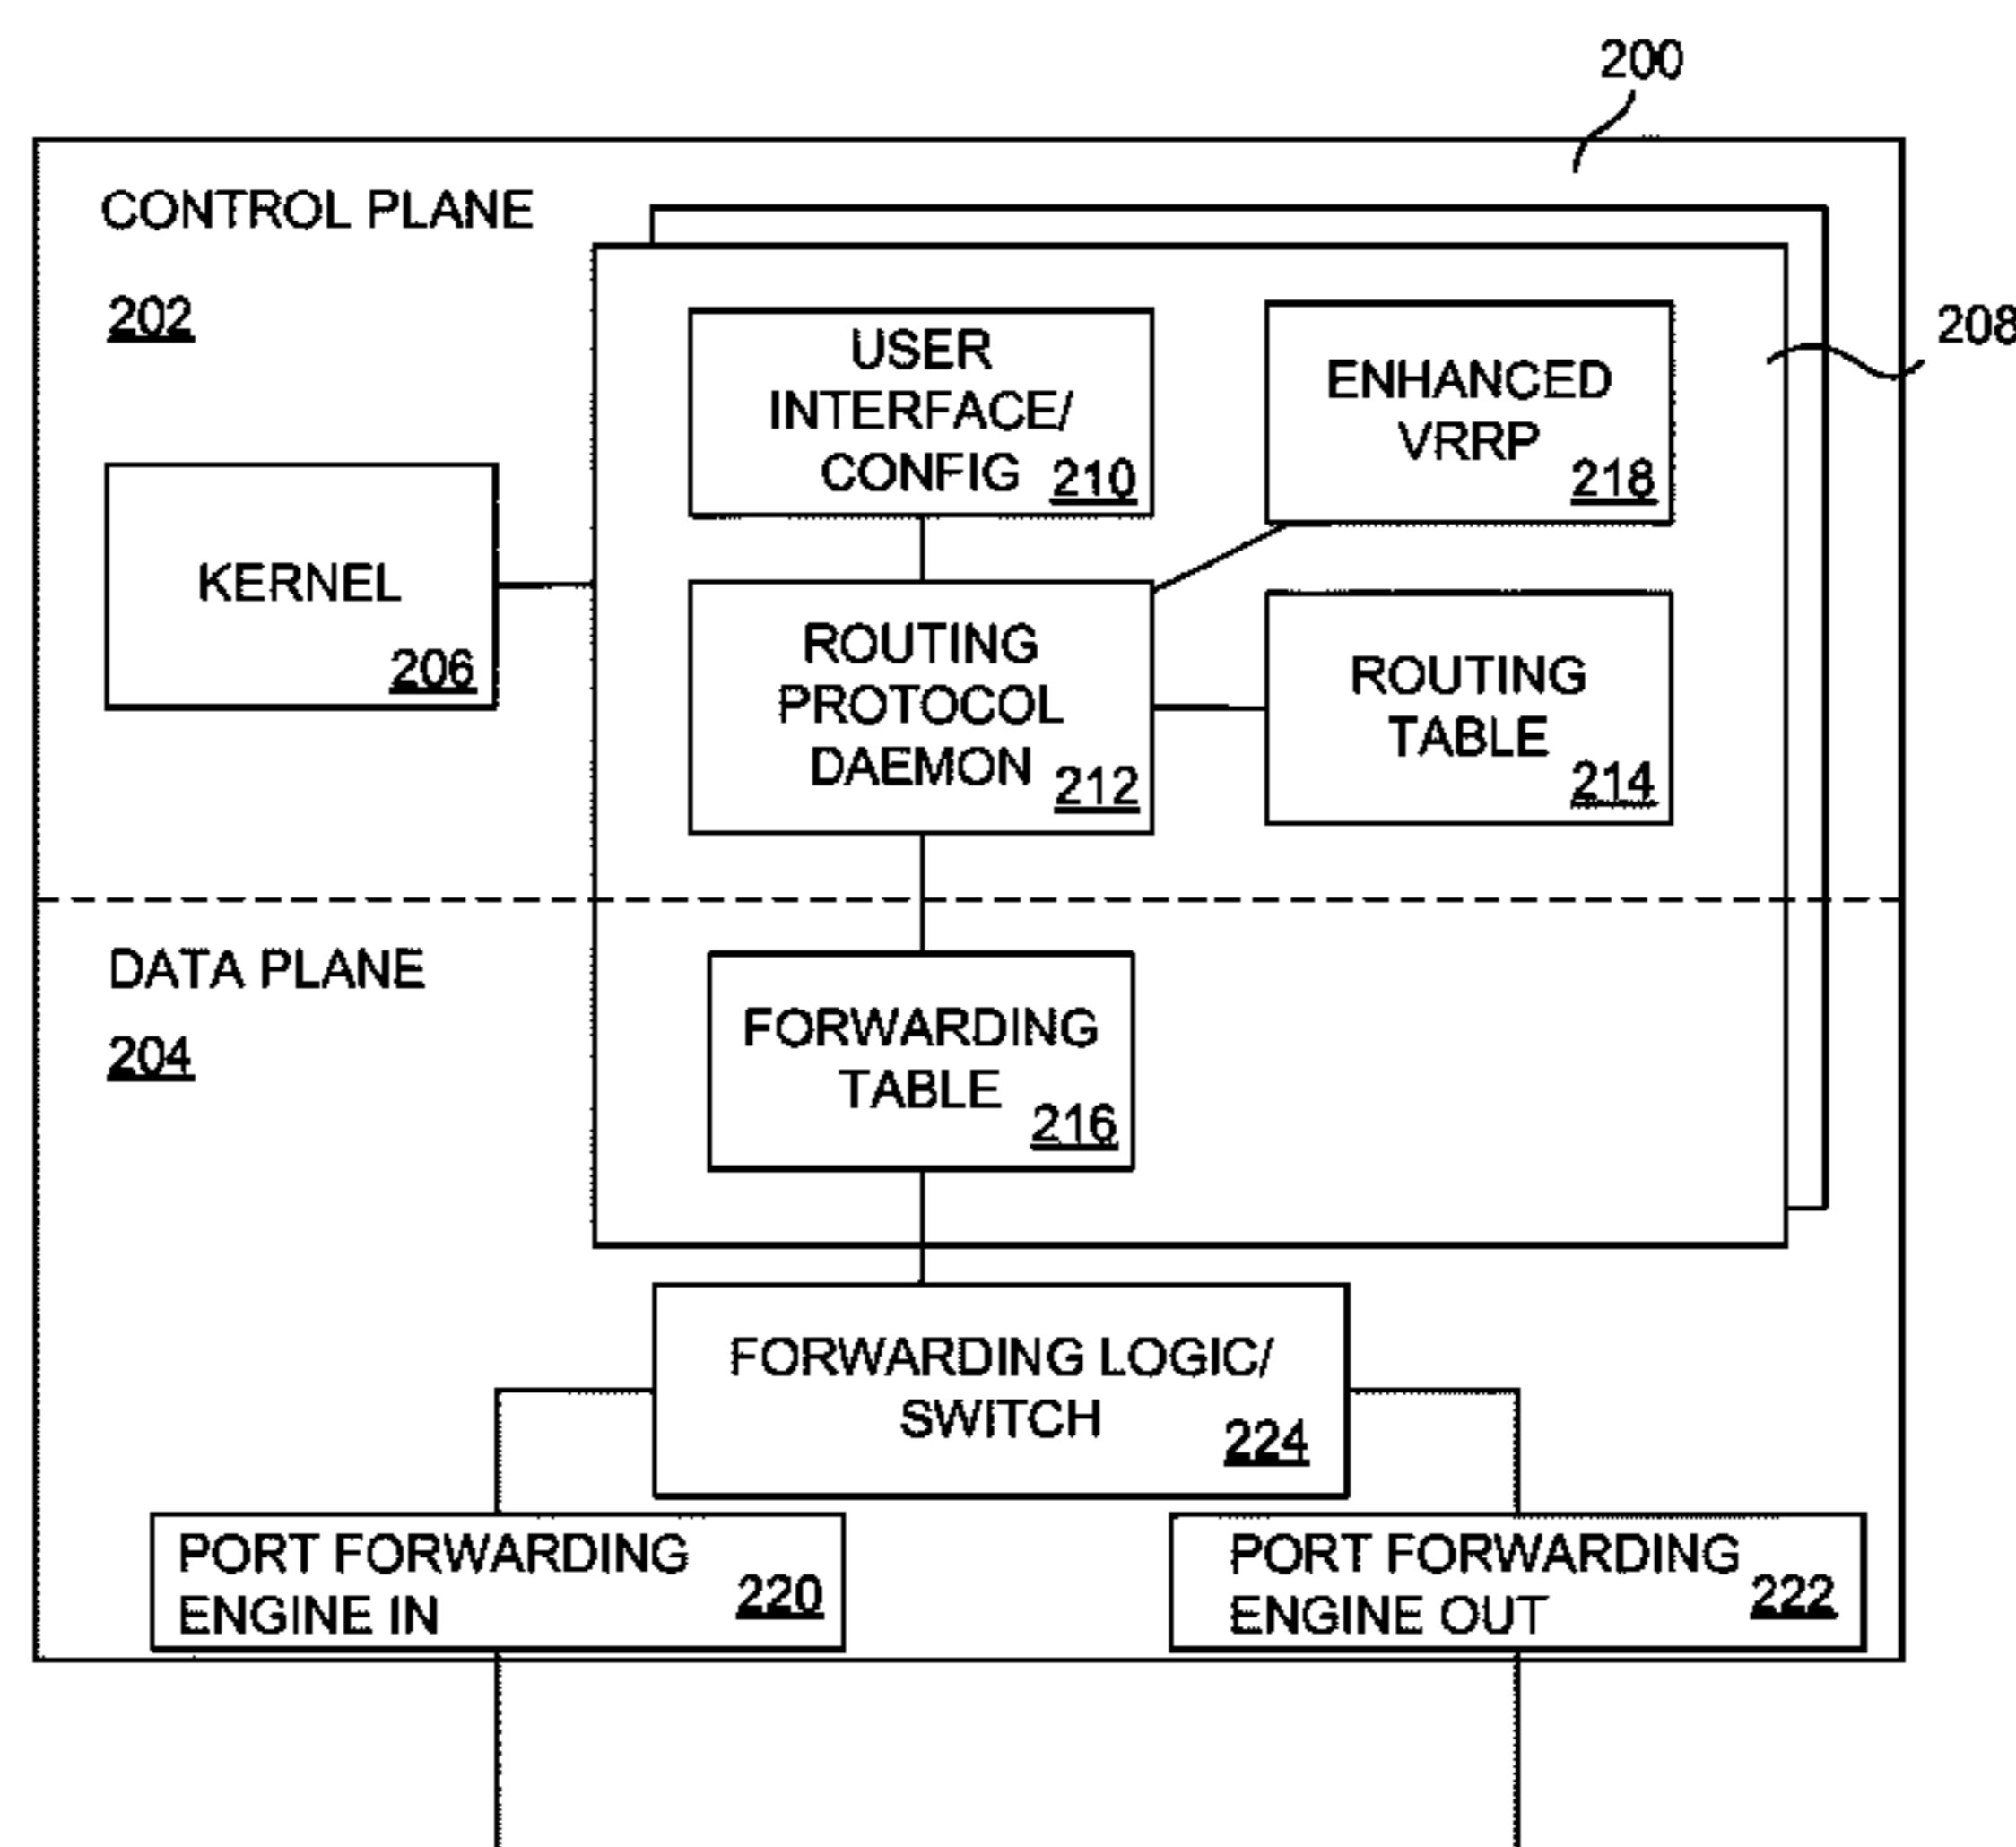 200
CONTROL PLANE
202
208
USER
INTERFACE/
CONFIG 210
ENHANCED
VRRP
218
KERNEL
206
ROUTING
PROTOCOL
DAEMON 212
ROUTING
TABLE
214
DATA PLANE
204
FORWARDING
TABLE
216
FORWARDING LOGIC/
SWITCH
224
PORT FORWARDING
ENGINE IN
220
PORT FORWARDING
ENGINE OUT
222